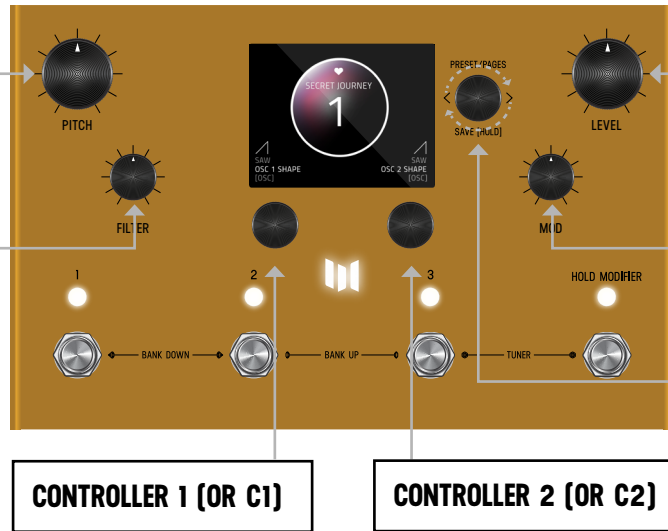 SECRET JOURNEY
1
SAW
OSC 1 SHAPE
[OSC]
SAW
OSC 2 SHAPE
[OSC]
PRESET/PAGES
SAVE [HOLD]
PITCH
LEVEL
FILTER
MOD
1
2
3
HOLD MODIFIER
BANK DOWN
BANK UP
TUNER
CONTROLLER 1 (OR C1)
CONTROLLER 2 (OR C2)